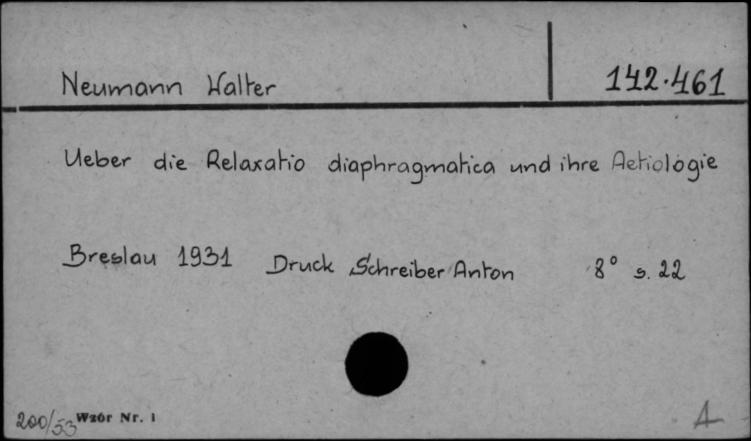 Neumann Walter
142.461
Ueber die Relaxatio diaphragmatica und ihre Aetiologie
Breslau 1931 Druck Schreiber Anton 8° s. 22
200/53 Wzór Nr. 1
A